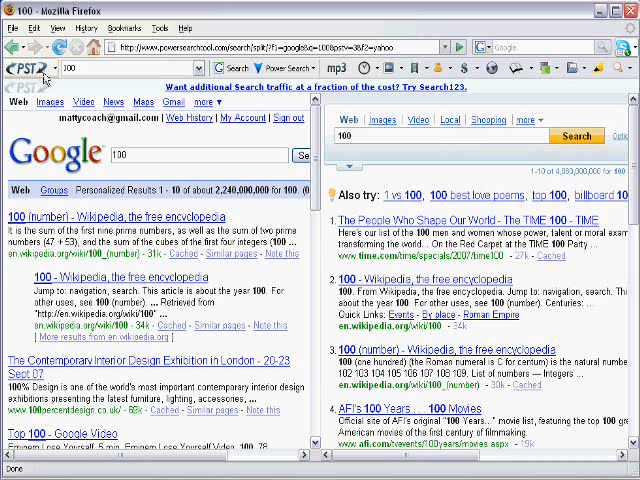 100 - Mozilla Firefox
File Edit View History Bookmarks Tools Help
http://www.powersearchtool.com/search/split/?f1=google&q=100&pstv=3&f2=yahoo
Google
PST 100 Search Power Search mp3
Want additional Search traffic at a fraction of the cost? Try Search123.
Web Images Video News Maps Gmail more ▼
mattycoach@gmail.com | Web History | My Account | Sign out
Google 100 Se
Web Groups Personalized Results 1 - 10 of about 2,240,000,000 for 100. (0
100 (number) - Wikipedia, the free encyclopedia
It is the sum of the first nine prime numbers, as well as the sum of two prime
numbers (47 + 53), and the sum of the cubes of the first four integers (100 ...
en.wikipedia.org/wiki/100_(number) - 31k - Cached - Similar pages - Note this
100 - Wikipedia, the free encyclopedia
Jump to: navigation, search. This article is about the year 100. For
other uses, see 100 (number). ... Retrieved from
"http://en.wikipedia.org/wiki/100" ...
en.wikipedia.org/wiki/100 - 34k - Cached - Similar pages - Note this
[ More results from en.wikipedia.org ]
The Contemporary Interior Design Exhibition in London - 20-23
Sept 07
100% Design is one of the world's most important contemporary interior design
exhibitions presenting the latest furniture, lighting, accessories, ...
www.100percentdesign.co.uk/ - 69k - Cached - Similar pages - Note this
Top 100 - Google Video
Eminem Lose Yourself, 5 min. Eminem Lose Yourself Video. 100, 78
Web | Images | Video | Local | Shopping | more ▼
100 Search Optic
1-10 of 4,060,000,000 for 100
Also try: 1 vs 100, 100 best love poems, top 100, billboard 10
1. The People Who Shape Our World - The TIME 100 - TIME
Here's our list of the 100 men and women whose power, talent or moral exam
transforming the world... On the Red Carpet at the TIME 100 Party ...
www.time.com/time/specials/2007/time100 - 27k - Cached
2. 100 - Wikipedia, the free encyclopedia
100. From Wikipedia, the free encyclopedia. Jump to: navigation, search. This
about the year 100. For other uses, see 100 (number). Centuries: ...
Quick Links: Events - By place - Roman Empire
en.wikipedia.org/wiki/100 - 34k
3. 100 (number) - Wikipedia, the free encyclopedia
100 (one hundred) (the Roman numeral is C for centum) is the natural numbe
102 103 104 105 106 107 108 109. List of numbers — Integers ...
en.wikipedia.org/wiki/100_(number) - 30k - Cached
4. AFI's 100 Years . . . 100 Movies
Official site of AFI's original "100 Years..." movie list, featuring the top 100 gr
American movies of the first century of filmmaking.
www.afi.com/tvevents/100years/movies.aspx - 19k
Done